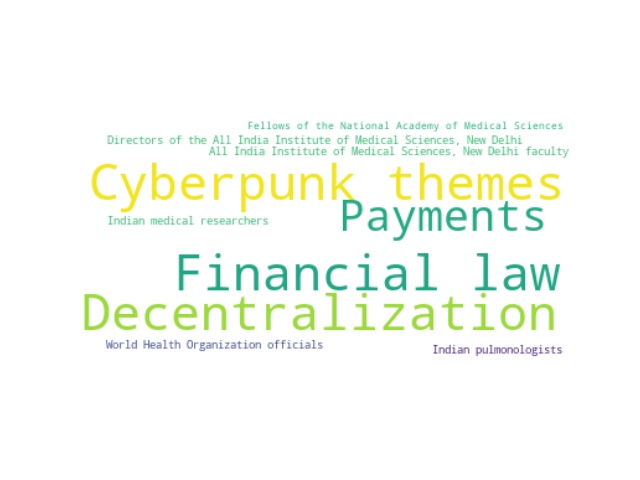 Fellows of the National Academy of Medical Sciences
Directors of the All India Institute of Medical Sciences, New Delhi
All India Institute of Medical Sciences, New Delhi faculty
Cyberpunk themes
Payments
Indian medical researchers
Financial law
Decentralization
World Health Organization officials
Indian pulmonologists